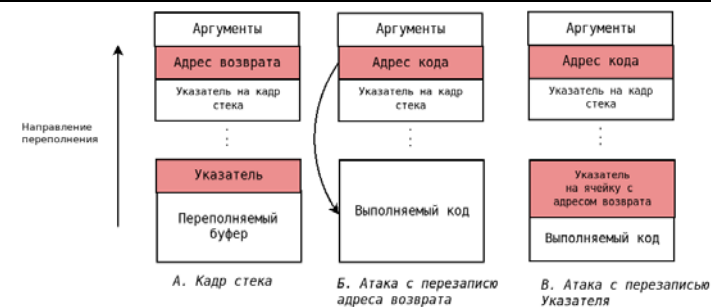 Аргументы
Адрес возврата
Указатель на кадр
стека
Указатель
Переполняемый
буфер
А. Кадр стека
Направление
переполнения
Аргументы
Адрес кода
Указатель на кадр
стека
Выполняемый код
Б. Атака с перезаписю
адреса возврата
Аргументы
Адрес кода
Указатель на кадр
стека
Указатель
на ячейку с
адресом возврата
Выполняемый код
В. Атака с перезаписью
Указателя